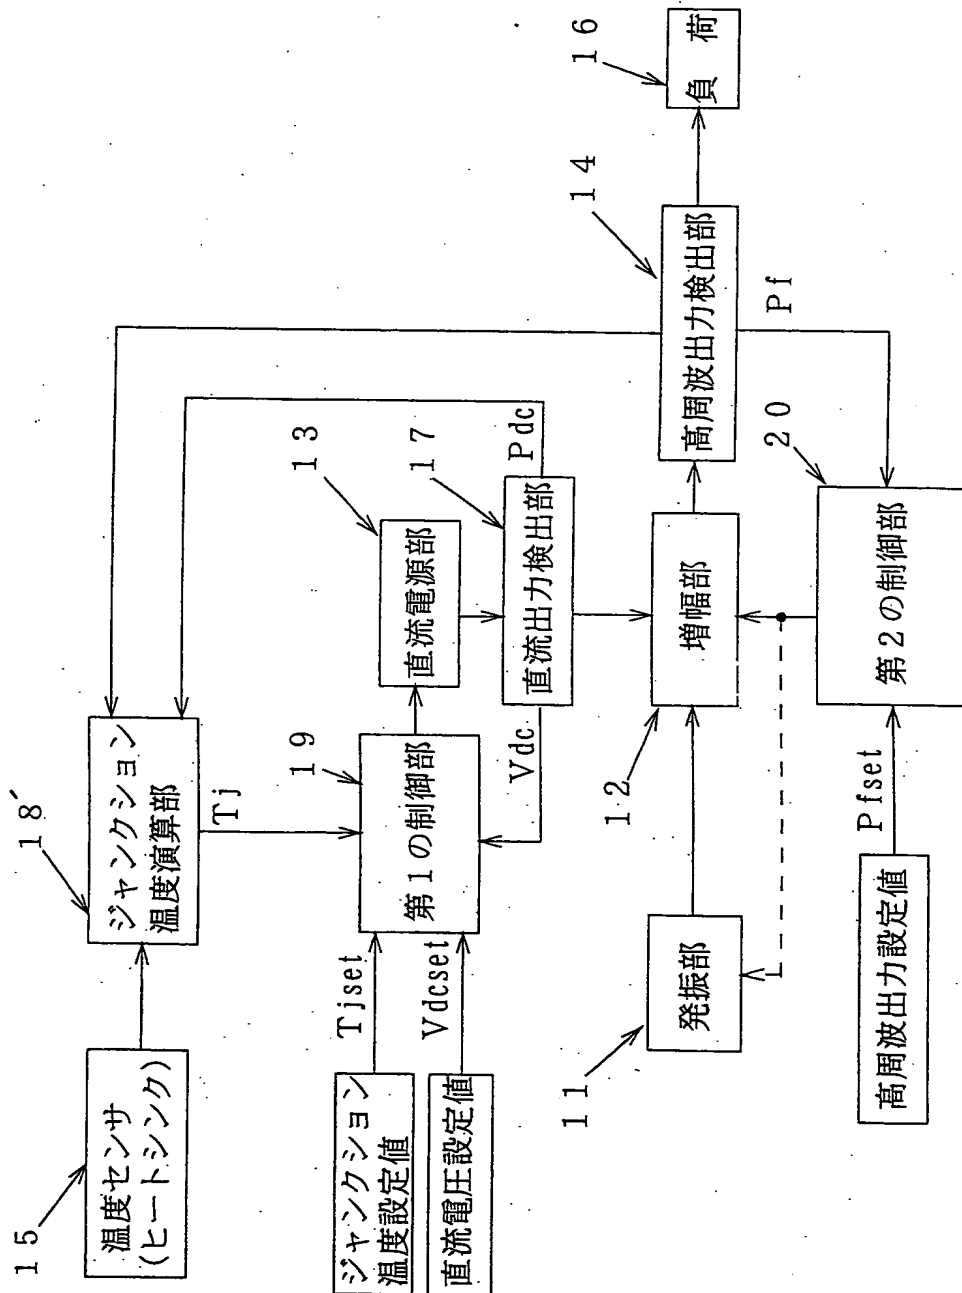 15
温度センサ
(ヒートシンク)
18′
ジャンクション
温度演算部
Tj
ジャンクション
温度設定値
Tjset
直流電圧設定値
Vdcset
19
第1の制御部
13
直流電源部
17
直流出力検出部
Pdc
Vdc
11
発振部
12
増幅部
14
高周波出力検出部
Pf
16
負荷
高周波出力設定値
Pfset
20
第2の制御部